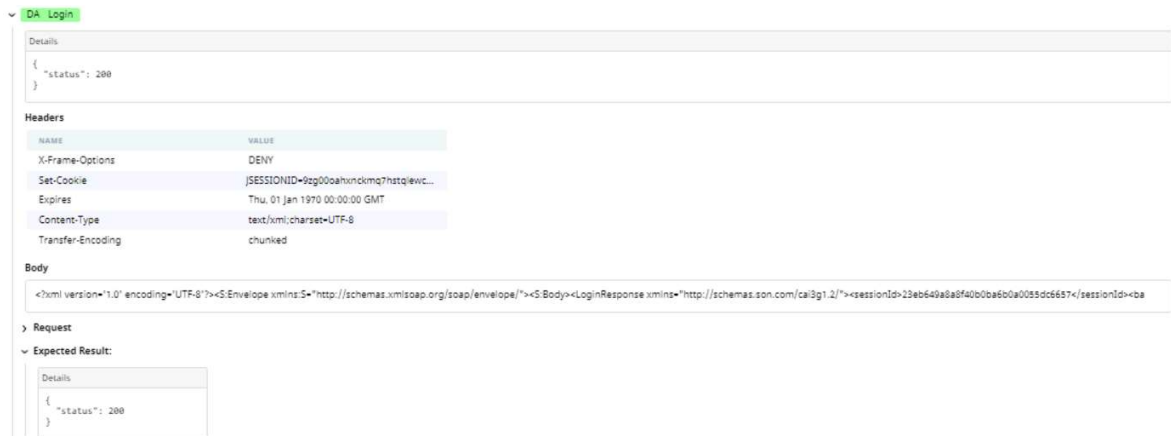 DA Login
Details
{
"status": 200
}
Headers
NAME VALUE
X-Frame-Options DENY
Set-Cookie JSESSIONID=9zg00oahxnckmq7hstqlewc...
Expires Thu, 01 Jan 1970 00:00:00 GMT
Content-Type text/xml;charset=UTF-8
Transfer-Encoding chunked
Body
<?xml version='1.0' encoding='UTF-8'?><S:Envelope xmlns:S="http://schemas.xmlsoap.org/soap/envelope/"><S:Body><LoginResponse xmlns="http://schemas.son.com/cai3g1.2/"><sessionId>23eb649a8a8f40b0ba6b0a0055dc6657</sessionId><ba
Request
Expected Result:
Details
{
"status": 200
}